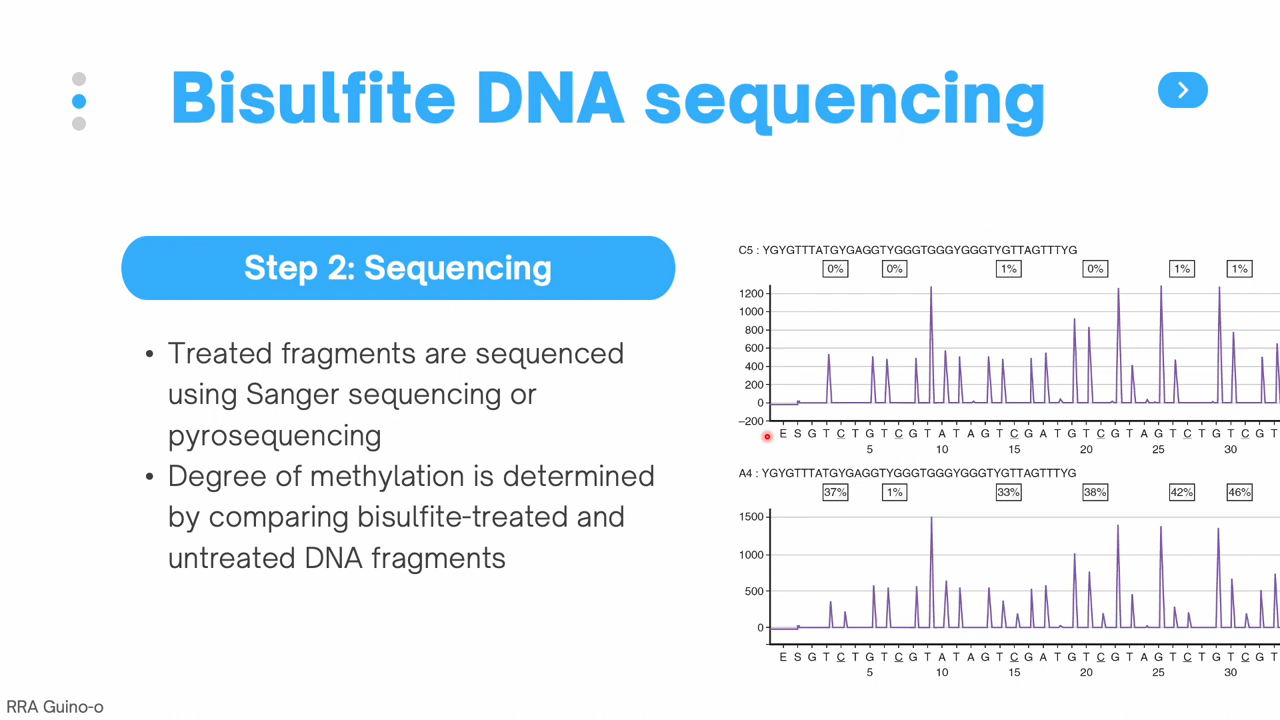 Bisulfite DNA sequencing
Step 2: Sequencing
• Treated fragments are sequenced
using Sanger sequencing or
pyrosequencing
• Degree of methylation is determined
by comparing bisulfite-treated and
untreated DNA fragments
C5 : YGYGTTTATGYGAGGTYGGGTGGGYGGGTYGTTAGTTTYG
0% 0% 1% 0% 1% 1%
1200
1000
800
600
400
200
0
–200
E S G T C T G T C G T A T A G T C G A T G T C G T A G T C T G T C G T
5 10 15 20 25 30
A4 : YGYGTTTATGYGAGGTYGGGTGGGYGGGTYGTTAGTTTYG
37% 1% 33% 38% 42% 46%
1500
1000
500
0
E S G T C T G T C G T A T A G T C G A T G T C G T A G T C T G T C G T
5 10 15 20 25 30
RRA Guino-o